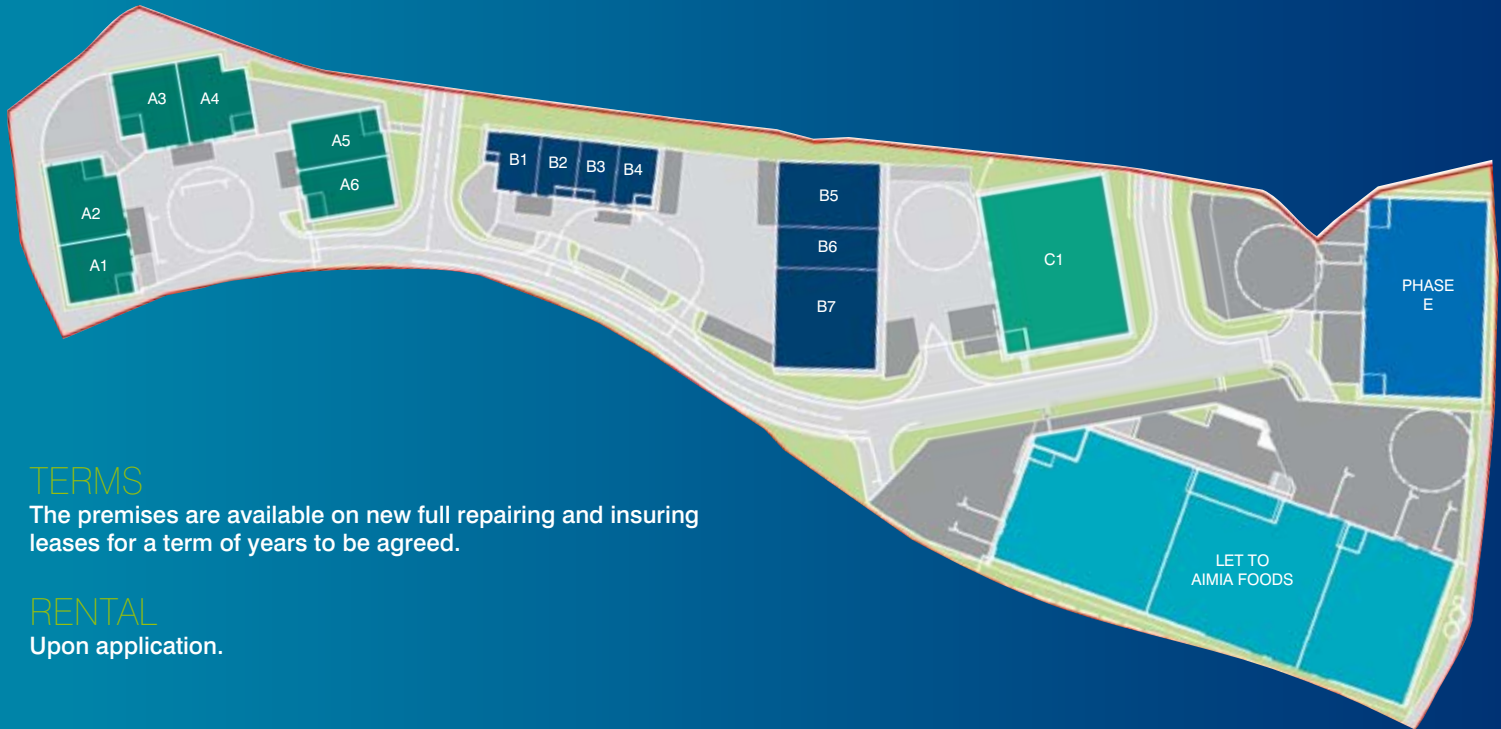 A3
A4
A5
A6
A2
A1
B1
B2
B3
B4
B5
B6
B7
C1
PHASE
E
LET TO
AIMIA FOODS
TERMS
The premises are available on new full repairing and insuring
leases for a term of years to be agreed.
RENTAL
Upon application.